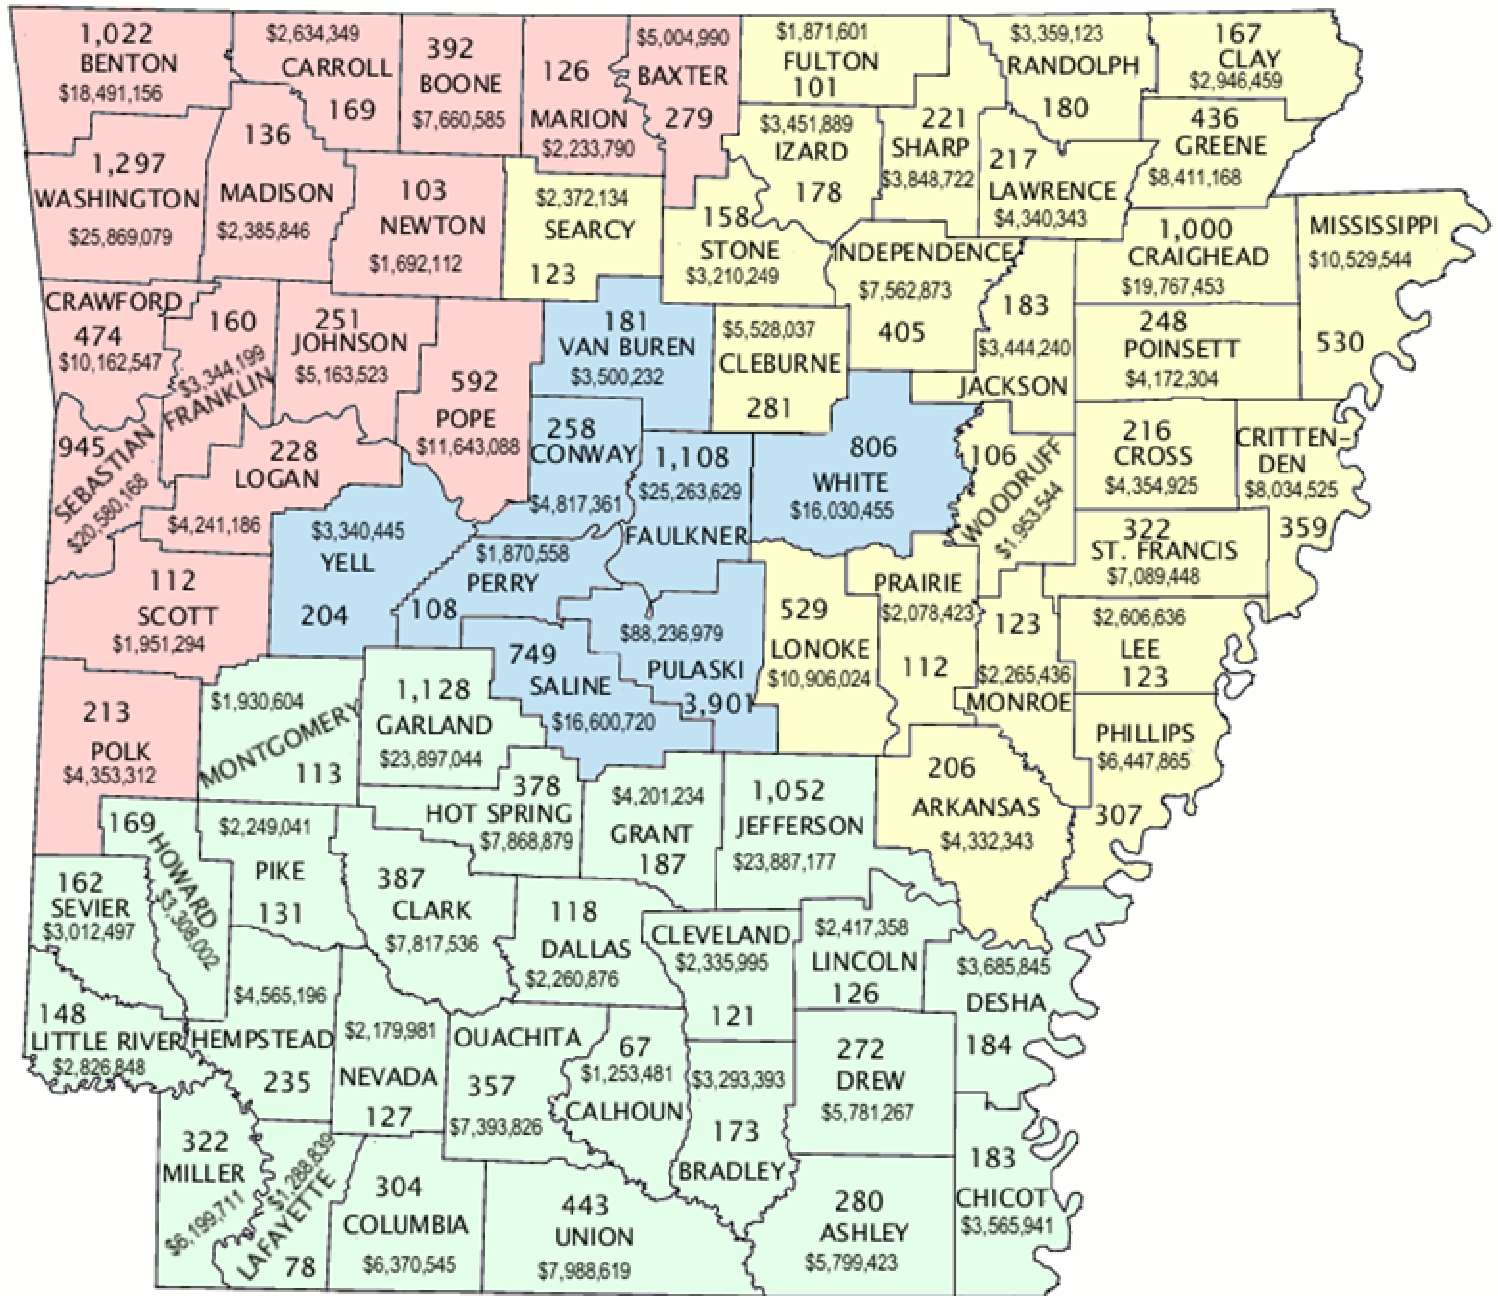 1,022
BENTON
$18,491,156
$2,634,349
CARROLL
169
392
BOONE
$7,660,585
126
MARION
$2,233,790
$5,004,990
BAXTER
279
$1,871,601
FULTON
101
$3,359,123
RANDOLPH
180
167
CLAY
$2,946,459
1,297
WASHINGTON
$25,869,079
136
MADISON
$2,385,846
103
NEWTON
$1,692,112
$2,372,134
SEARCY
123
158
STONE
$3,210,249
$3,451,889
IZARD
178
221
SHARP
$3,848,722
217
LAWRENCE
$4,340,343
436
GREENE
$8,411,168
1,000
CRAIGHEAD
$19,767,453
MISSISSIPPI
$10,529,544
530
CRAWFORD
474
$10,162,547
160
$3,344,199
FRANKLIN
251
JOHNSON
$5,163,523
592
POPE
$11,643,088
181
VAN BUREN
$3,500,232
$5,528,037
CLEBURNE
281
INDEPENDENCE
$7,562,873
405
183
$3,444,240
JACKSON
248
POINSETT
$4,172,304
945
SEBASTIAN
$20,580,168
228
LOGAN
$4,241,186
258
CONWAY
$4,817,361
1,108
$25,263,629
FAULKNER
806
WHITE
$16,030,455
106
WOODRUFF
$1,953,544
216
CROSS
$4,354,925
CRITTEN-
DEN
$8,034,525
359
$3,340,445
YELL
204
$1,870,558
PERRY
108
322
ST. FRANCIS
$7,089,448
112
SCOTT
$1,951,294
749
SALINE
$16,600,720
$88,236,979
PULASKI
3,901
529
LONOKE
$10,906,024
PRAIRIE
$2,078,423
112
123
$2,265,436
MONROE
$2,606,636
LEE
123
213
POLK
$4,353,312
$1,930,604
MONTGOMERY
113
1,128
GARLAND
$23,897,044
378
HOT SPRING
$7,868,879
$4,201,234
GRANT
187
1,052
JEFFERSON
$23,887,177
206
ARKANSAS
$4,332,343
PHILLIPS
$6,447,865
307
169
HOWARD
$3,308,002
$2,249,041
PIKE
131
387
CLARK
$7,817,536
118
DALLAS
$2,260,876
CLEVELAND
$2,335,995
121
$2,417,358
LINCOLN
126
$3,685,845
DESHA
184
162
SEVIER
$3,012,497
148
LITTLE RIVER
$2,826,848
$4,565,196
HEMPSTEAD
235
$2,179,981
NEVADA
127
OUACHITA
357
$7,393,826
67
$1,253,481
CALHOUN
$3,293,393
173
BRADLEY
272
DREW
$5,781,267
322
MILLER
$6,199,711
$1,288,839
LAFAYETTE
78
304
COLUMBIA
$6,370,545
443
UNION
$7,988,619
280
ASHLEY
$5,799,423
183
CHICOT
$3,565,941